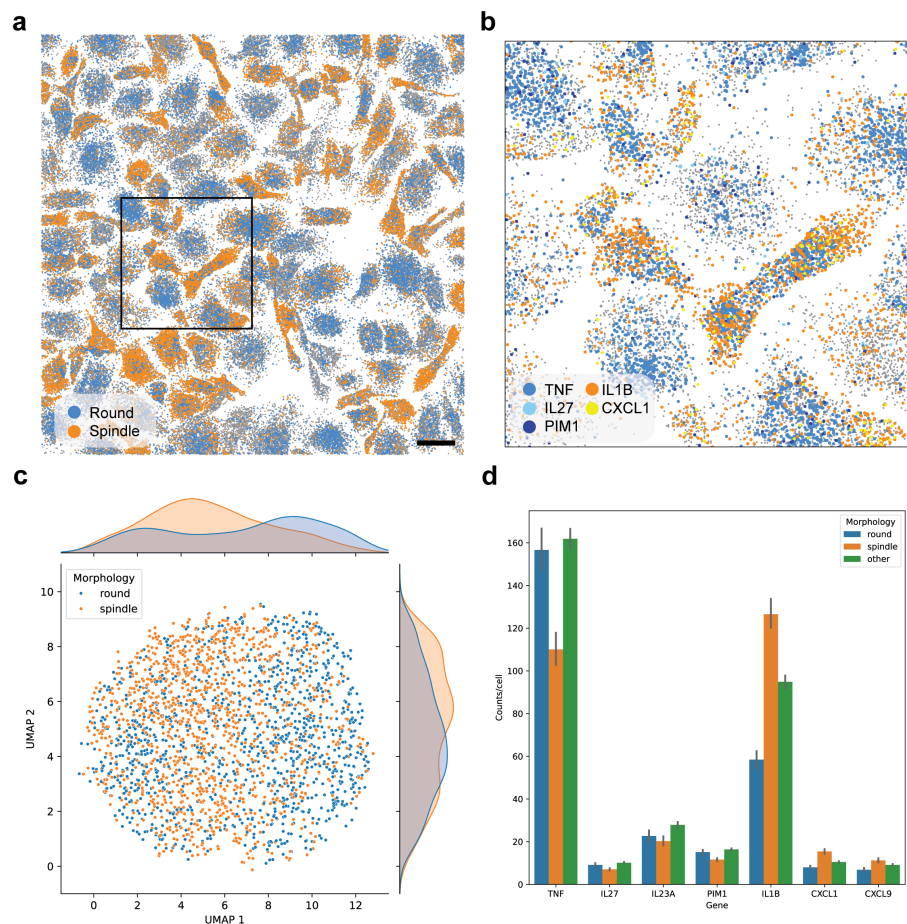 a
Round
Spindle
b
TNF IL1B
IL27 CXCL1
PIM1
c
Morphology
round
spindle
10
8
6
4
2
0
UMAP 2
0 2 4 6 8 10 12
UMAP 1
d
Morphology
round
spindle
other
160
140
120
100
80
60
40
20
0
Counts/cell
TNF IL27 IL23A PIM1 IL1B CXCL1 CXCL9
Gene